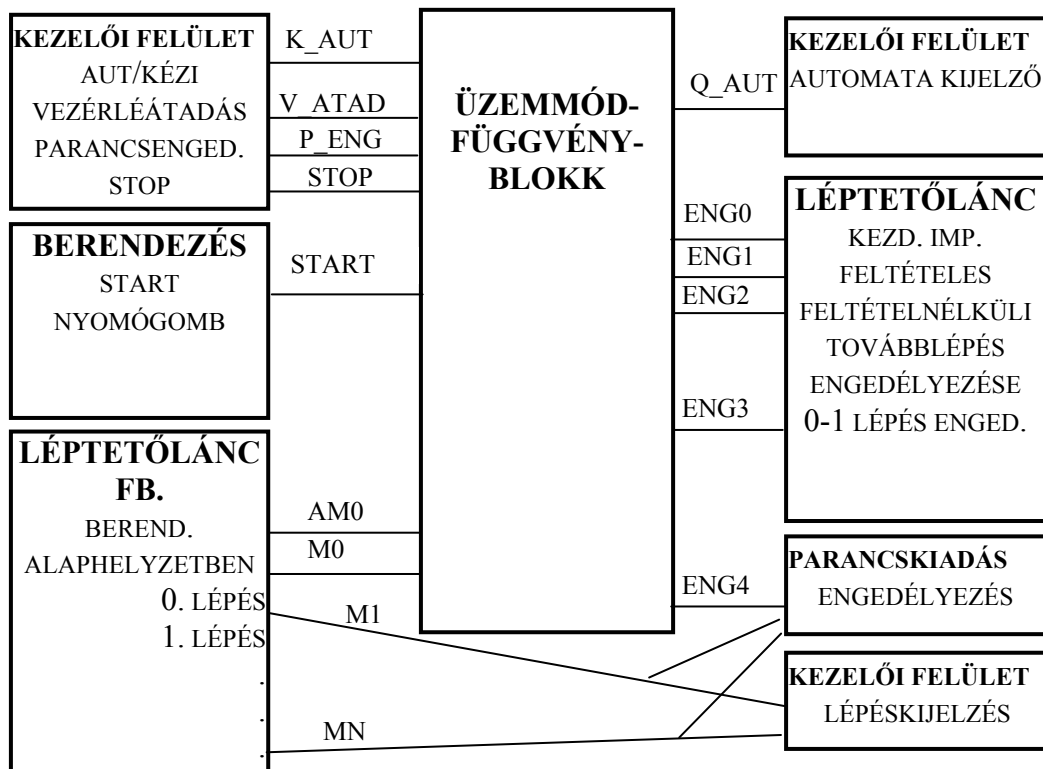 KEZELŐI FELÜLET
AUT/KÉZI
VEZÉRLÉÁTADÁS
PARANCSENGED.
STOP
K_AUT
V_ATAD
P_ENG
STOP
BERENDEZÉS
START
NYOMÓGOMB
START
LÉPTETŐLÁNC
FB.
BEREND.
ALAPHELYZETBEN
0. LÉPÉS
1. LÉPÉS
.
.
.
AM0
M0
M1
MN
ÜZEMMÓD-
FÜGGVÉNY-
BLOKK
Q_AUT
ENG0
ENG1
ENG2
ENG3
ENG4
KEZELŐI FELÜLET
AUTOMATA KIJELZŐ
LÉPTETŐLÁNC
KEZD. IMP.
FELTÉTELES
FELTÉTELNÉLKÜLI
TOVÁBBLÉPÉS
ENGEDÉLYEZÉSE
0-1 LÉPÉS ENGED.
PARANCSKIADÁS
ENGEDÉLYEZÉS
KEZELŐI FELÜLET
LÉPÉSKIJELZÉS